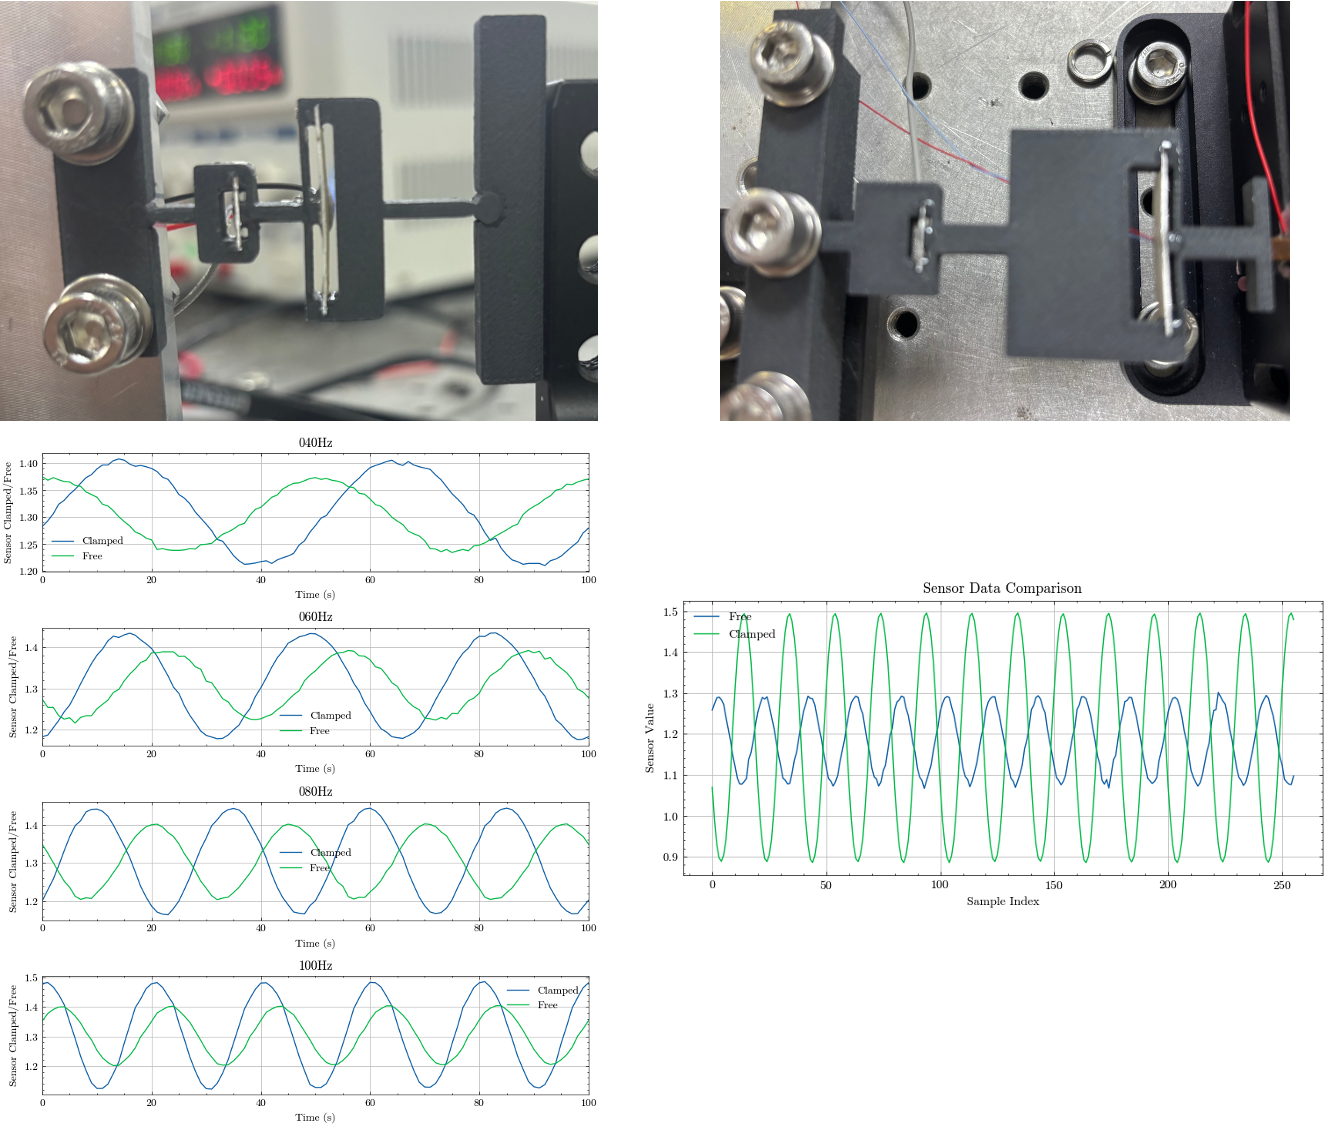 040Hz
Sensor Clamped/Free
1.40
1.35
1.30
1.25
1.20
Clamped
Free
0 20 40 60 80 100
Time (s)
060Hz
Sensor Clamped/Free
1.4
1.3
1.2
Clamped
Free
0 20 40 60 80 100
Time (s)
080Hz
Sensor Clamped/Free
1.4
1.3
1.2
Clamped
Free
0 20 40 60 80 100
Time (s)
100Hz
Sensor Clamped/Free
1.5
1.4
1.3
1.2
Clamped
Free
0 20 40 60 80 100
Time (s)
Sensor Data Comparison
Sensor Value
1.5
1.4
1.3
1.2
1.1
1.0
0.9
Free
Clamped
0 50 100 150 200 250
Sample Index